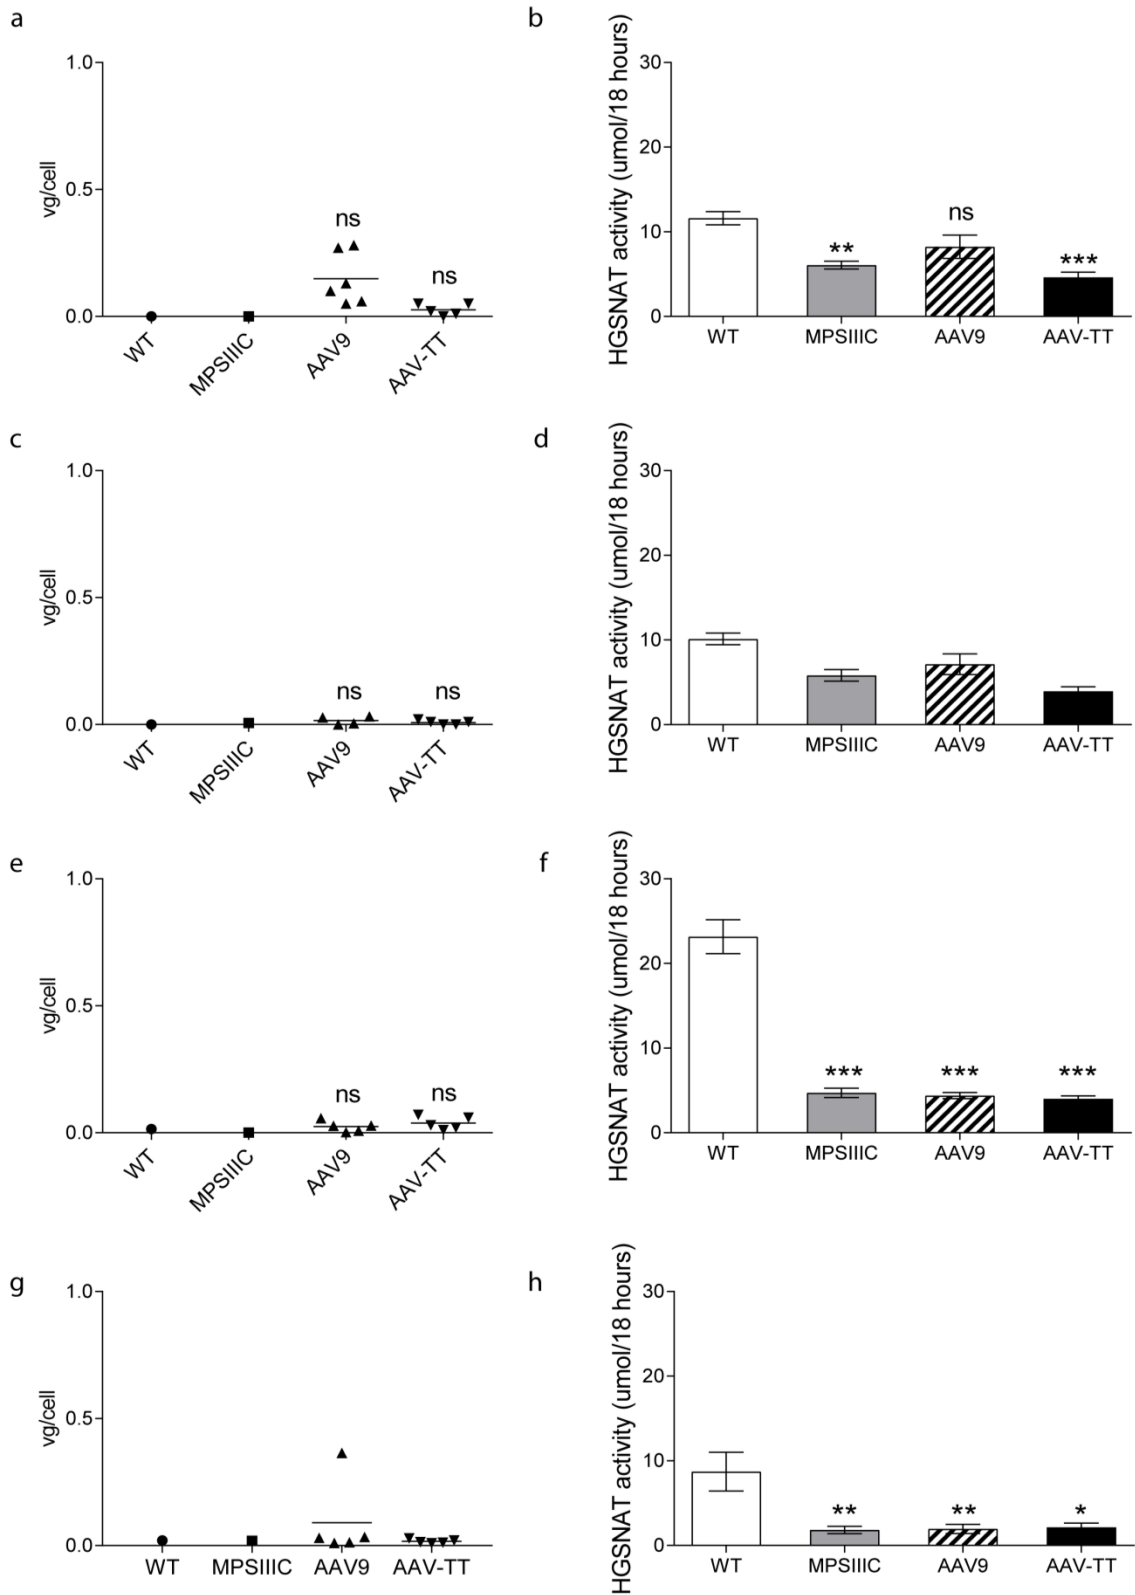 a
1.0
0.5
0.0
vg/cell
ns
ns
WT
MPSIIIC
AAV9
AAV-TT
b
30
20
10
0
HGSNAT activity (umol/18 hours)
**
ns
***
WT
MPSIIIC
AAV9
AAV-TT
c
1.0
0.5
0.0
vg/cell
ns
ns
WT
MPSIIIC
AAV9
AAV-TT
d
30
20
10
0
HGSNAT activity (umol/18 hours)
WT
MPSIIIC
AAV9
AAV-TT
e
1.0
0.5
0.0
vg/cell
ns
ns
WT
MPSIIIC
AAV9
AAV-TT
f
30
20
10
0
HGSNAT activity (umol/18 hours)
***
***
***
WT
MPSIIIC
AAV9
AAV-TT
g
1.0
0.5
0.0
vg/cell
WT
MPSIIIC
AAV9
AAV-TT
h
30
20
10
0
HGSNAT activity (umol/18 hours)
**
**
*
WT
MPSIIIC
AAV9
AAV-TT